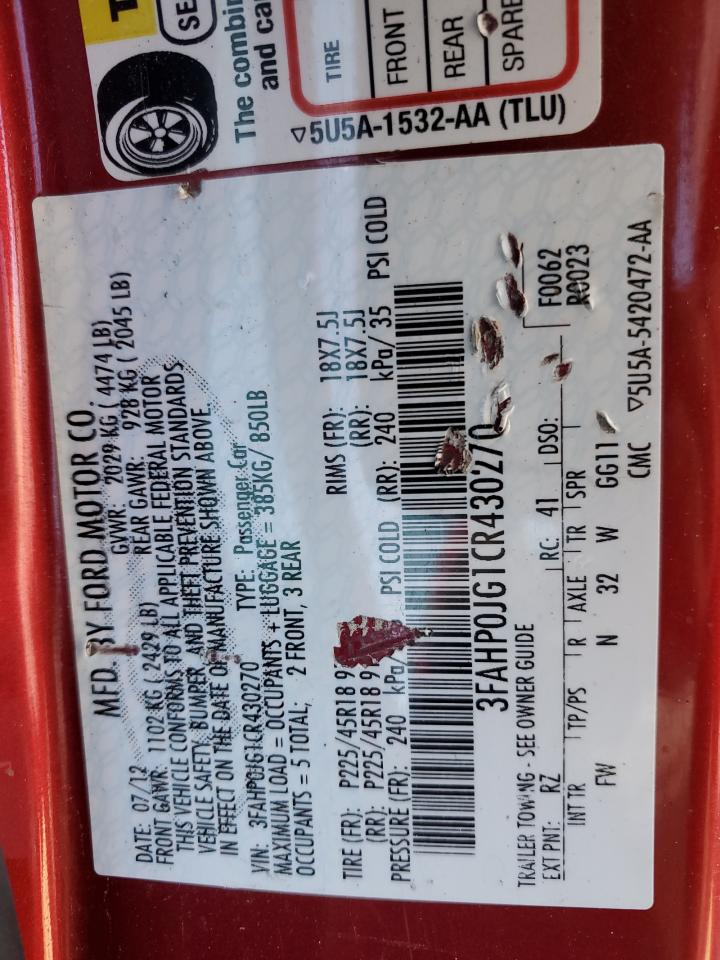 The combin
and ca
SE
TIRE
FRONT
REAR
SPARE
▽5U5A-1532-AA (TLU)
MFD. BY FORD MOTOR CO.
DATE: 07/12 GVWR: 2029 KG ( 4474 LB)
FRONT GAWR: 1102 KG ( 2429 LB) REAR GAWR: 928 KG ( 2045 LB)
THIS VEHICLE CONFORMS TO ALL APPLICABLE FEDERAL MOTOR
VEHICLE SAFETY, BUMPER, AND THEFT PREVENTION STANDARDS
IN EFFECT ON THE DATE OF MANUFACTURE SHOWN ABOVE.
VIN: 3FAHP0JG1CR430270 TYPE: Passenger Car
MAXIMUM LOAD = OCCUPANTS + LUGGAGE = 385KG/ 850LB
OCCUPANTS = 5 TOTAL; 2 FRONT, 3 REAR
TIRE (FR): P225/45R18 9 RIMS (FR): 18X7.5J
(RR): P225/45R18 9 (RR): 18X7.5J
PRESSURE (FR): 240 kPa/ PSI COLD (RR): 240 kPa/ 35 PSI COLD
3FAHP0JG1CR430270
TRAILER TOWING - SEE OWNER GUIDE
EXT PNT: RZ RC: 41 DSO: F0062
R0023
INT TR TP/PS R AXLE TR SPR
FW N 32 W GG11
CMC ▽5U5A-5420472-AA